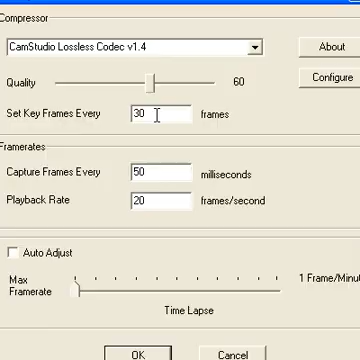 Compressor
CamStudio Lossless Codec v1.4
About
Quality
60
Configure
Set Key Frames Every
30
frames
Framerates
Capture Frames Every
50
milliseconds
Playback Rate
20
frames/second
Auto Adjust
Max
Framerate
1 Frame/Minu
Time Lapse
OK
Cancel